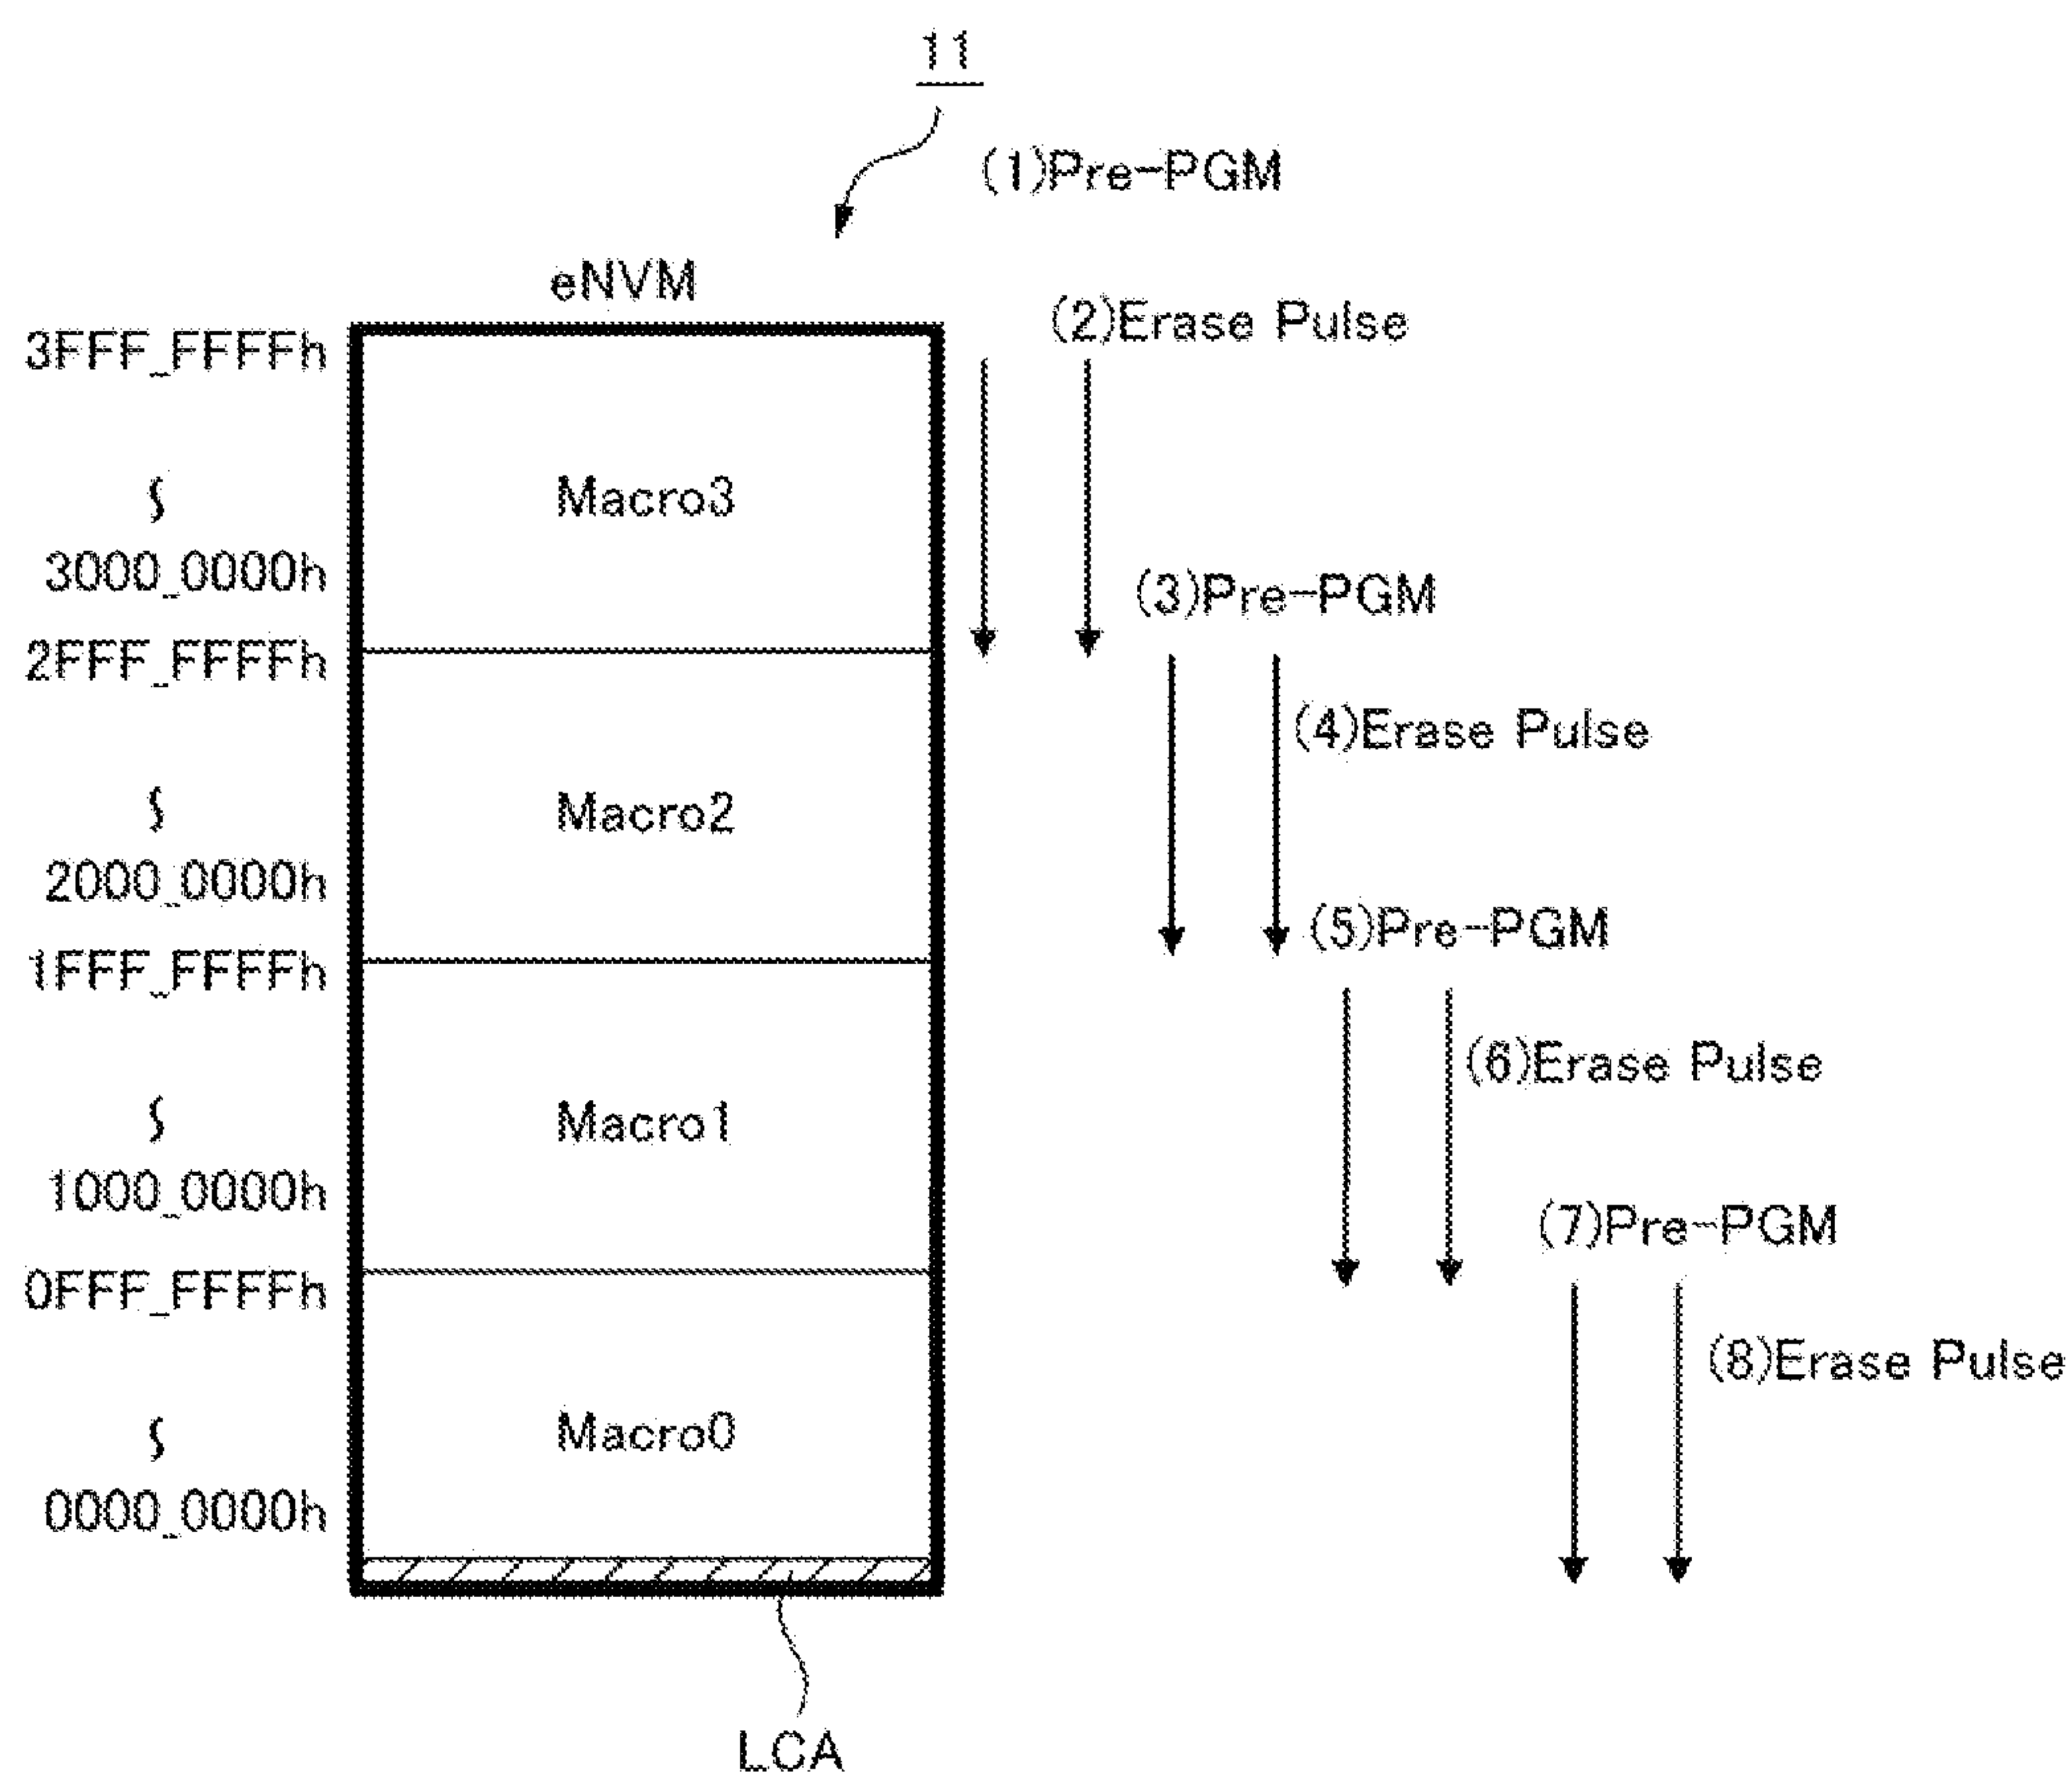 11
(1)Pre-PGM
eNVM
(2)Erase Pulse
3FFF_FFFFh
Macro3
3000_0000h
(3)Pre-PGM
2FFF_FFFFh
(4)Erase Pulse
Macro2
2000_0000h
(5)Pre-PGM
1FFF_FFFFh
(6)Erase Pulse
Macro1
1000_0000h
(7)Pre-PGM
0FFF_FFFFh
(8)Erase Pulse
Macro0
0000_0000h
LCA